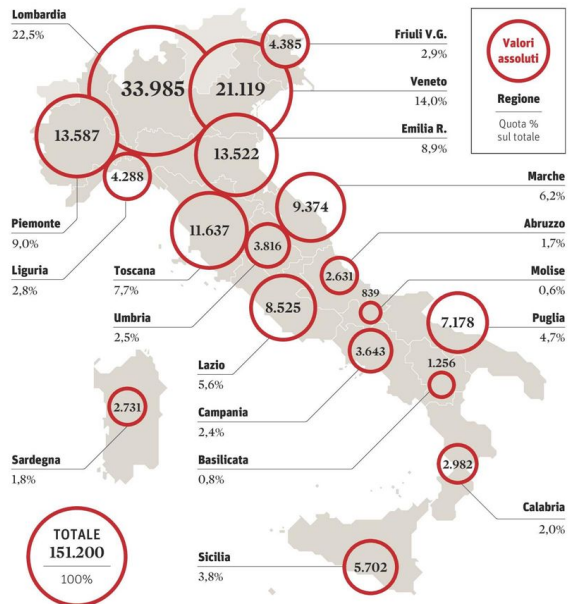 Lombardia
22,5%
33.985
4.385
Friuli V.G.
2,9%
Valori
assoluti
Regione
Quota %
sul totale
21.119
Veneto
14,0%
13.587
13.522
Emilia R.
8,9%
4.288
Marche
6,2%
9.374
Piemonte
9,0%
11.637
3.816
Abruzzo
1,7%
Liguria
2,8%
Toscana
7,7%
2.631
839
Molise
0,6%
Umbria
2,5%
8.525
7.178
Puglia
4,7%
3.643
1.256
Lazio
5,6%
2.731
Campania
2,4%
Sardegna
1,8%
Basilicata
0,8%
2.982
Calabria
2,0%
TOTALE
151.200
100%
Sicilia
3,8%
5.702